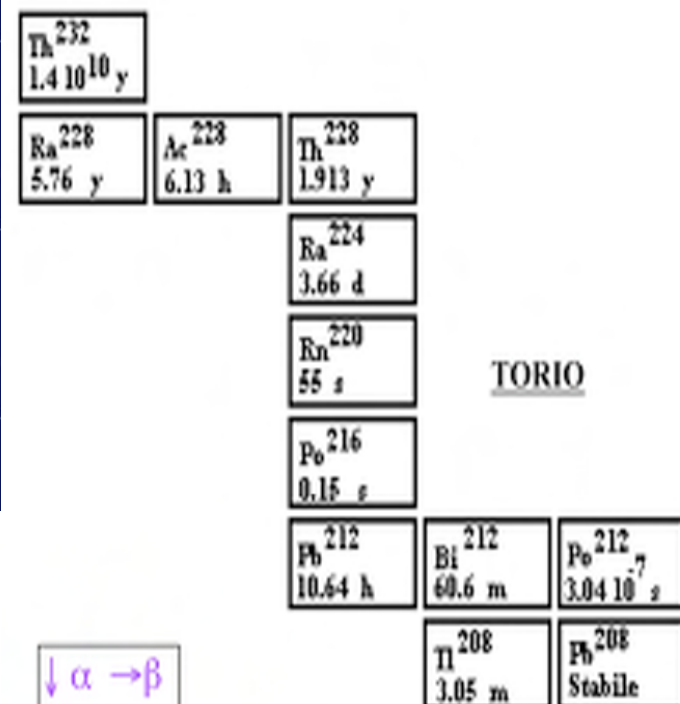 Th²³²
1.4 10¹⁰ y
Ra²²⁸
5.76 y
Ac²²⁸
6.13 h
Th²²⁸
1.913 y
Ra²²⁴
3.66 d
Rn²²⁰
55 s
TORIO
Po²¹⁶
0.15 s
Pb²¹²
10.64 h
Bi²¹²
60.6 m
Po²¹²
3.04 10⁻⁷ s
Tl²⁰⁸
3.05 m
Pb²⁰⁸
Stabile
↓ α →β